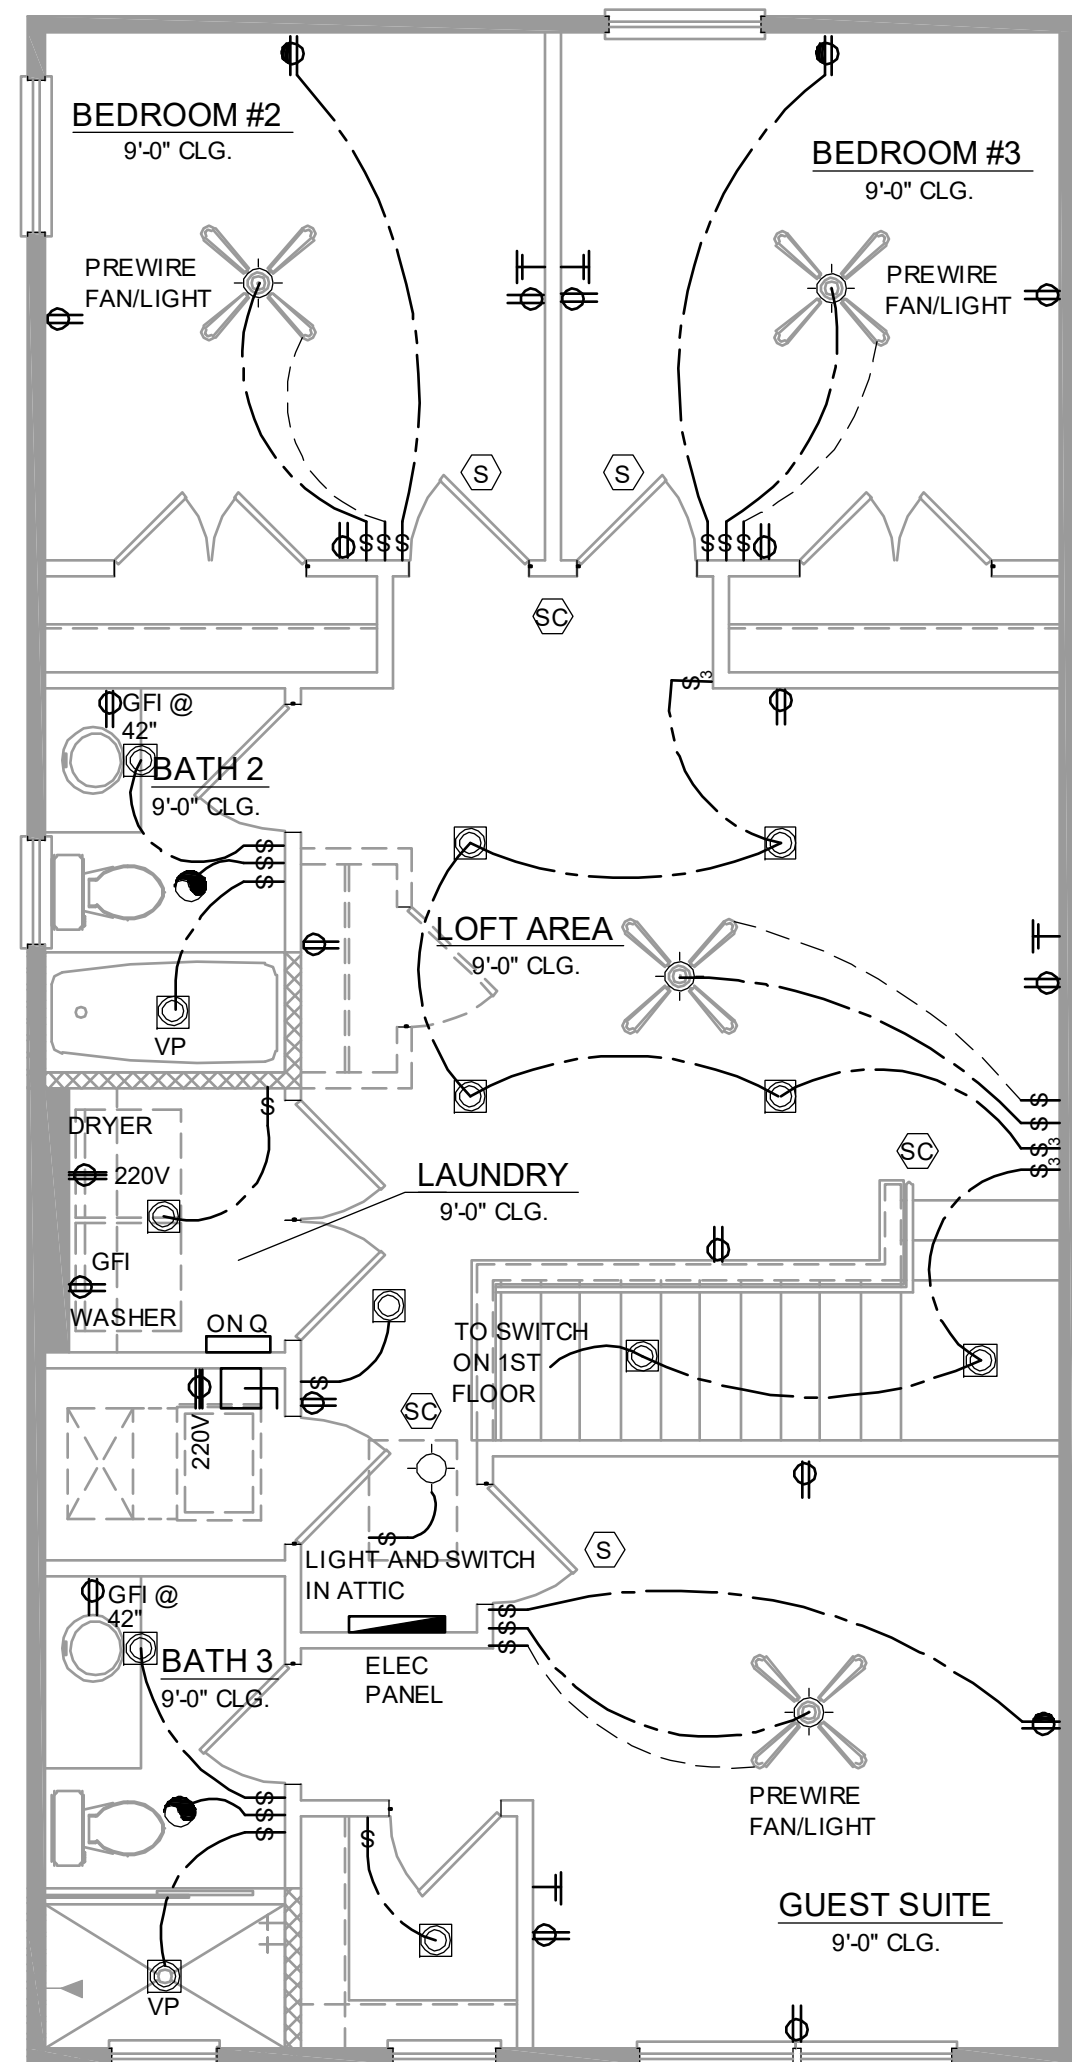 BEDROOM #2
9'-0" CLG.
BEDROOM #3
9'-0" CLG.
PREWIRE
FAN/LIGHT
PREWIRE
FAN/LIGHT
S
S
S S S
S S S
SC
S3
GFI @
42"
BATH 2
9'-0" CLG.
S
S
S
LOFT AREA
9'-0" CLG.
VP
S
S
S
S3
S3
DRYER
220V
SC
LAUNDRY
9'-0" CLG.
GFI
WASHER
ON Q
TO SWITCH
ON 1ST
FLOOR
S
SC
220V
S
LIGHT AND SWITCH
IN ATTIC
S
GFI @
42"
S
S
S
BATH 3
9'-0" CLG.
ELEC
PANEL
PREWIRE
FAN/LIGHT
S
S
S
S
GUEST SUITE
9'-0" CLG.
VP